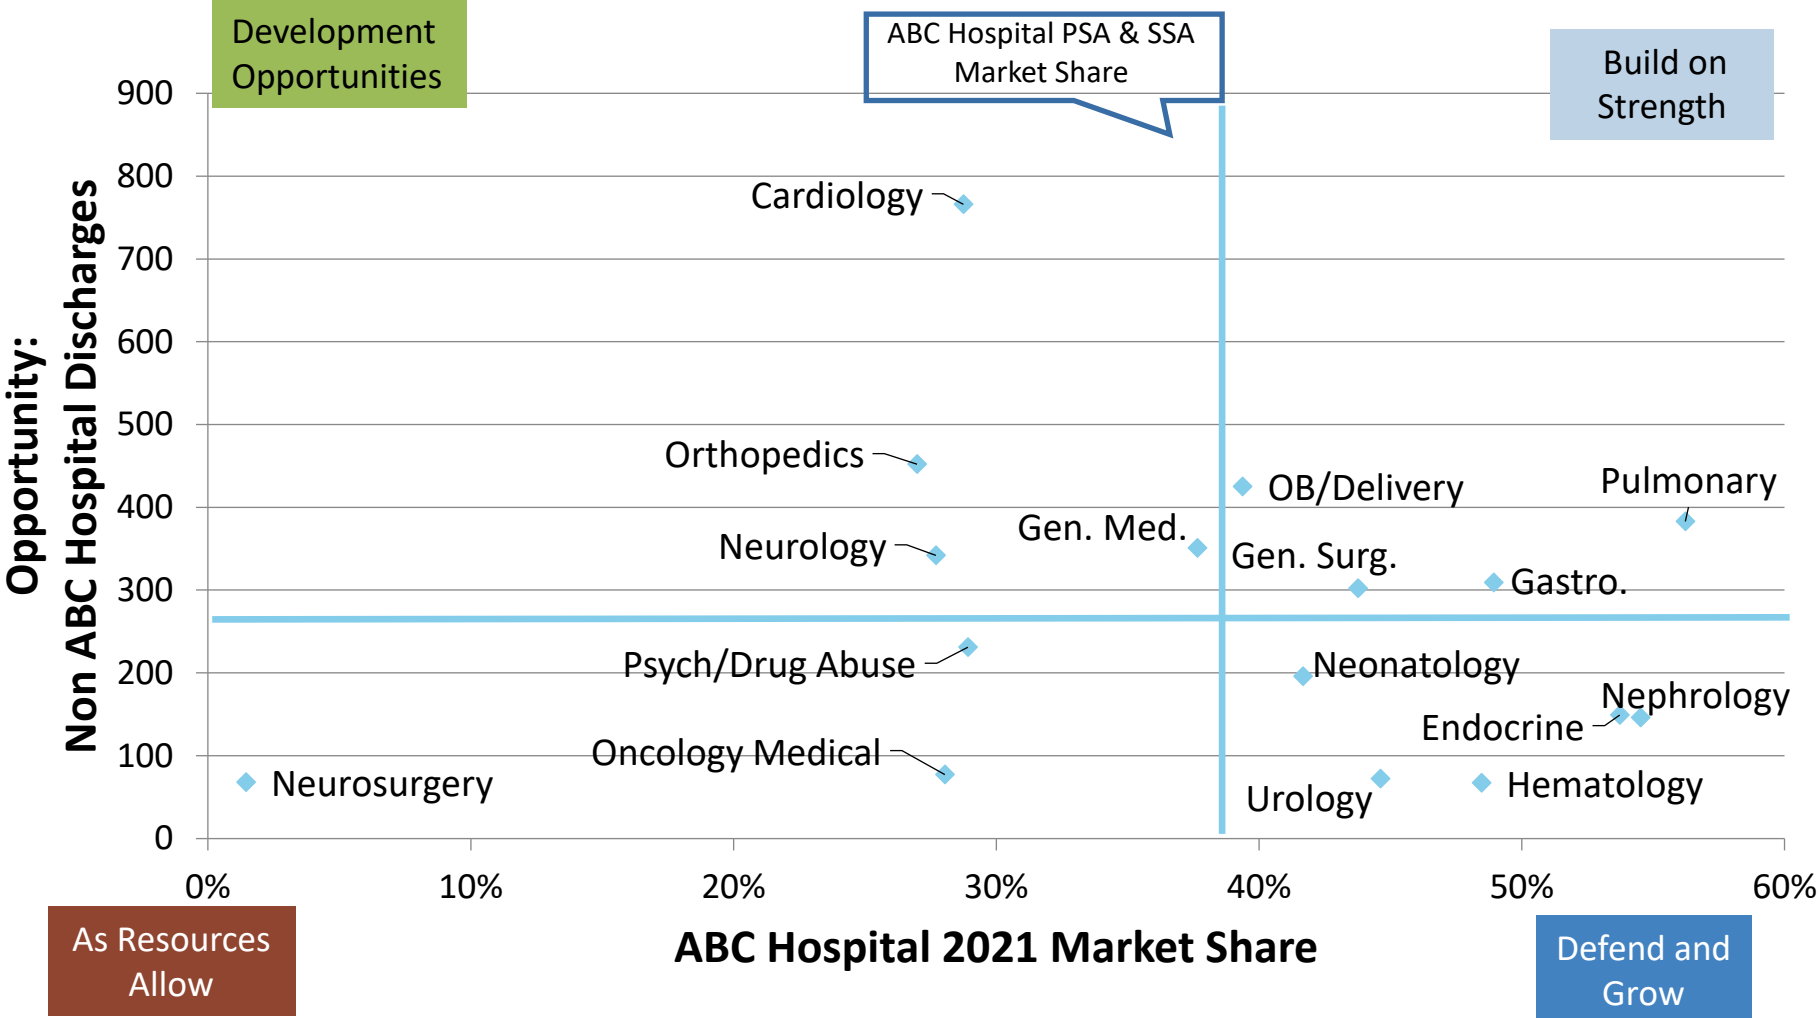 Development
Opportunities
ABC Hospital PSA & SSA
Market Share
Build on
Strength
900
800
700
600
500
400
300
200
100
0
Opportunity:
Non ABC Hospital Discharges
Cardiology
Orthopedics
OB/Delivery
Pulmonary
Gen. Med.
Neurology
Gen. Surg.
Gastro.
Psych/Drug Abuse
Neonatology
Nephrology
Endocrine
Oncology Medical
Neurosurgery
Urology
Hematology
0%
10%
20%
30%
40%
50%
60%
ABC Hospital 2021 Market Share
As Resources
Allow
Defend and
Grow